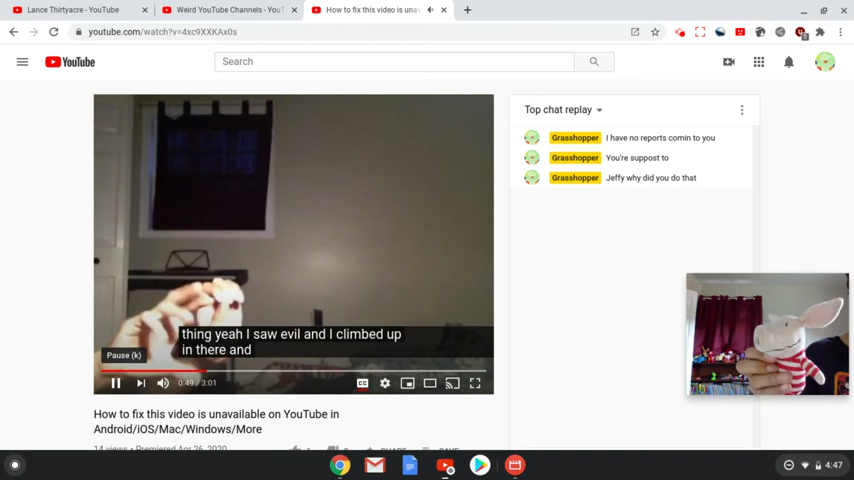 Lance Thirtyacre - YouTube
Weird YouTube Channels - YouT
How to fix this video is unav
youtube.com/watch?v=4xc9XXKAx0s
YouTube
Search
Top chat replay
Grasshopper I have no reports comin to you
Grasshopper You're suppost to
Grasshopper Jeffy why did you do that
thing yeah I saw evil and I climbed up
in there and
Pause (k)
0:49 / 3:01
CC
How to fix this video is unavailable on YouTube in
Android/iOS/Mac/Windows/More
14 views • Premiered Apr 26, 2020
SHARE
SAVE
4:47